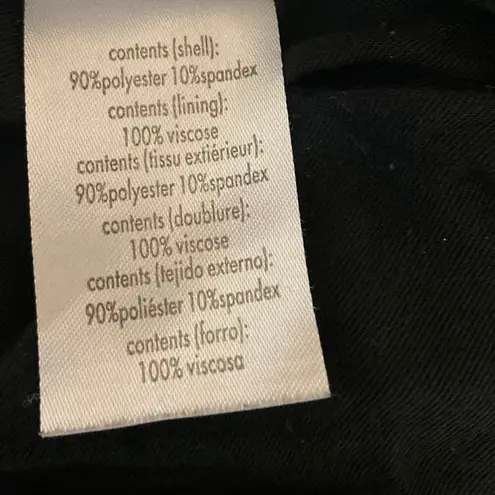 contents (shell):
90%polyester 10%spandex
contents (lining):
100% viscose
contents (tissu extiérieur):
90%polyester 10%spandex
contents (doublure):
100% viscose
contents (tejido externo):
90%poliéster 10%spandex
contents (forro):
100% viscosa